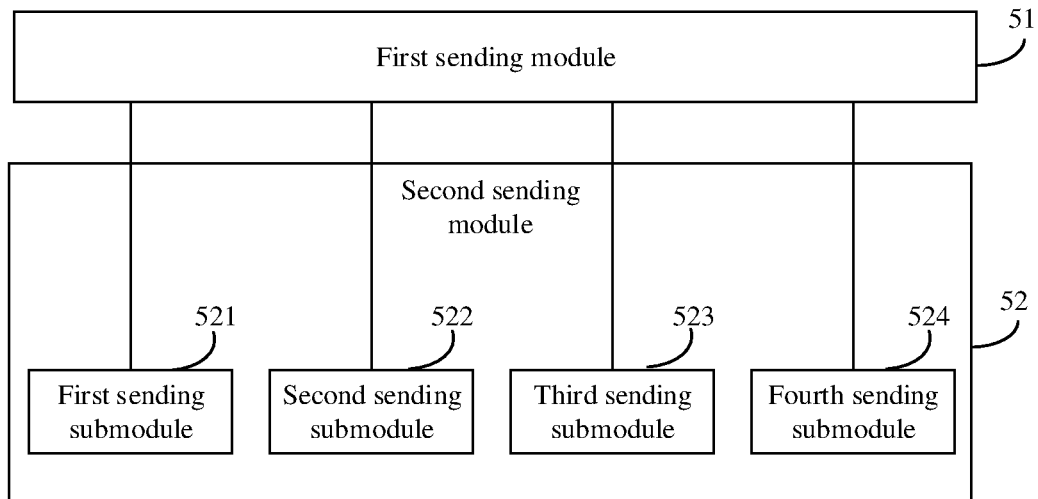 51
First sending module
Second sending
module
52
521
522
523
524
First sending
submodule
Second sending
submodule
Third sending
submodule
Fourth sending
submodule